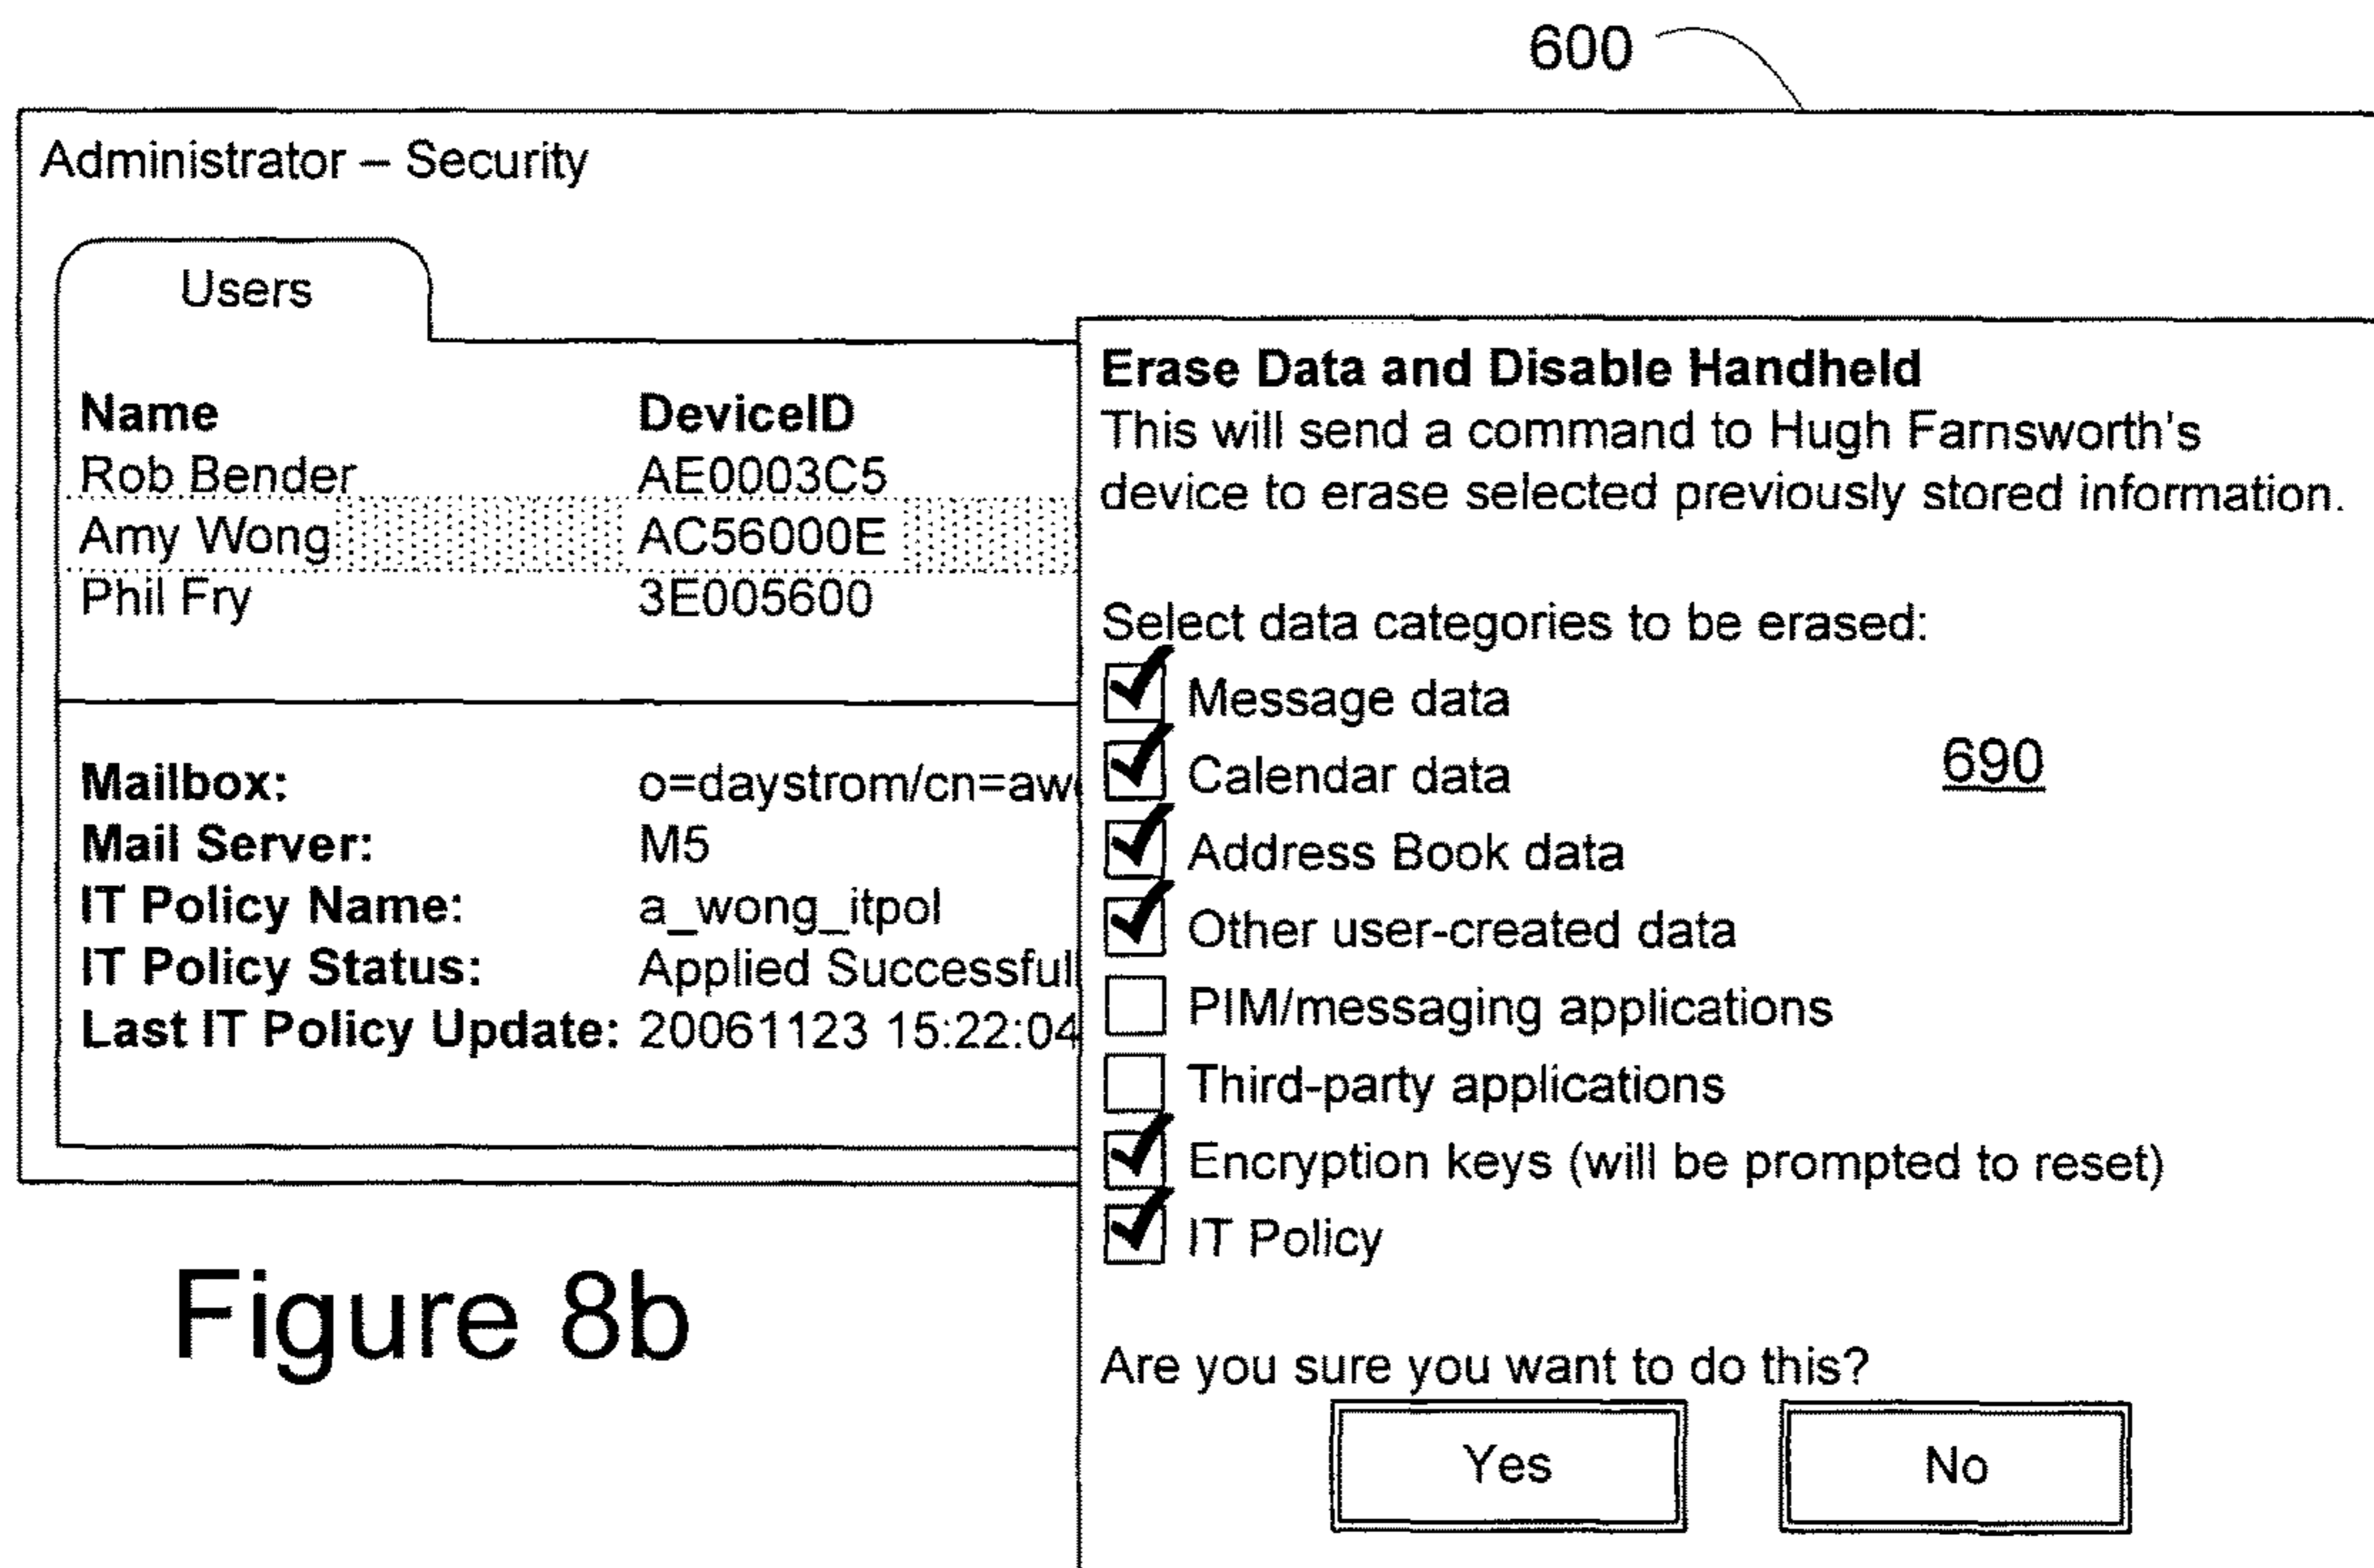 600
Administrator – Security
Users
Name DeviceID
Rob Bender AE0003C5
Amy Wong AC56000E
Phil Fry 3E005600
Mailbox: o=daystrom/cn=aw
Mail Server: M5
IT Policy Name: a_wong_itpol
IT Policy Status: Applied Successful
Last IT Policy Update: 20061123 15:22:04
Erase Data and Disable Handheld
This will send a command to Hugh Farnsworth's
device to erase selected previously stored information.
Select data categories to be erased:
Message data
Calendar data
690
Address Book data
Other user-created data
PIM/messaging applications
Third-party applications
Encryption keys (will be prompted to reset)
IT Policy
Are you sure you want to do this?
Yes No
Figure 8b